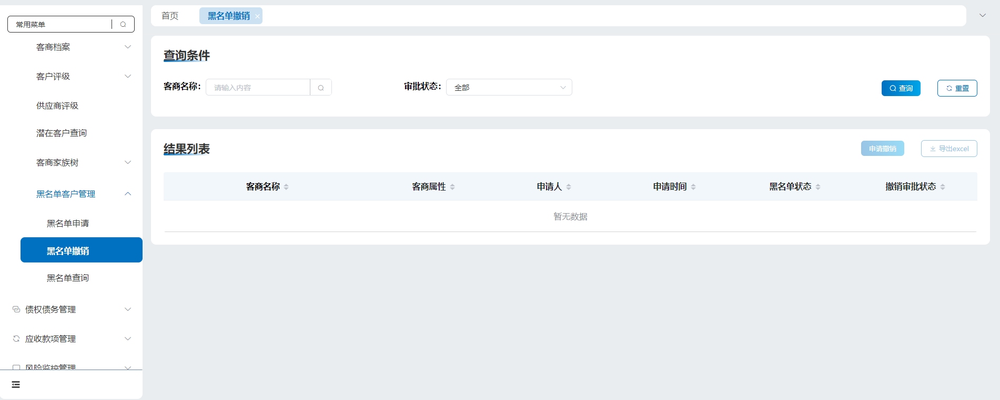 常用菜单
客商档案
客户评级
供应商评级
潜在客户查询
客商家族树
黑名单客户管理
黑名单申请
黑名单撤销
黑名单查询
债权债务管理
应收款项管理
风险监控管理
首页 黑名单撤销
查询条件
客商名称： 请输入内容 审批状态： 全部 查询 重置
结果列表 申请撤销 导出excel
客商名称 客商属性 申请人 申请时间 黑名单状态 撤销审批状态
暂无数据